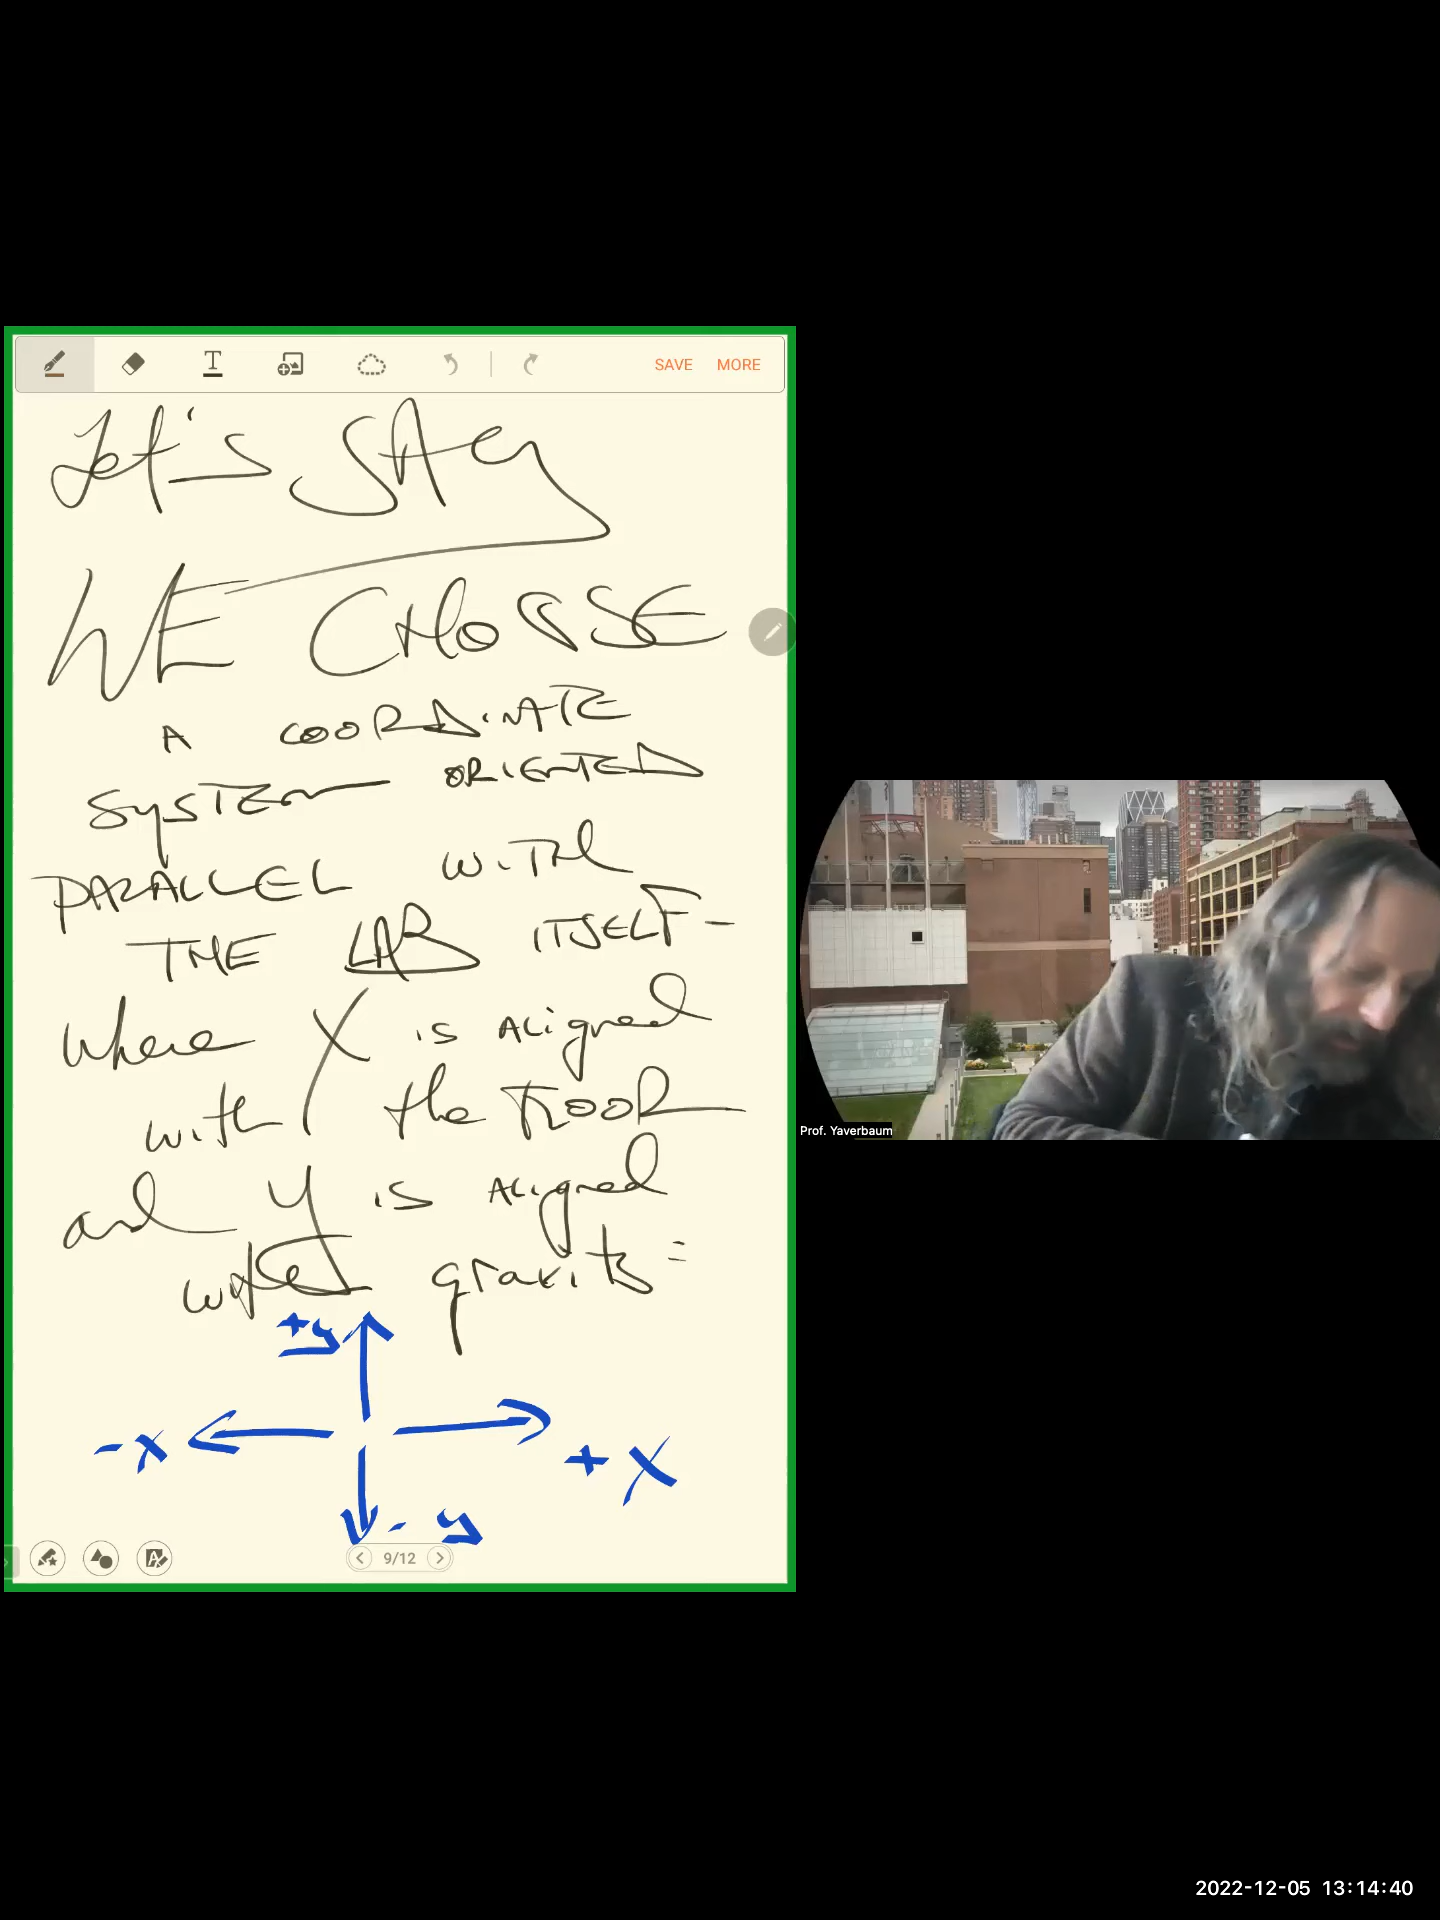 T
SAVE MORE
Let's SAy
WE CHOOSE
A COORDINATE
SYSTEM ORIENTED
PARALLEL WITH
THE LAB ITSELF-
where X is ALigned
with the FLOOR
and y is ALigned
with gravity =
+y
-x
+ X
- y
9/12
Prof. Yaverbaum
2022-12-05 13:14:40